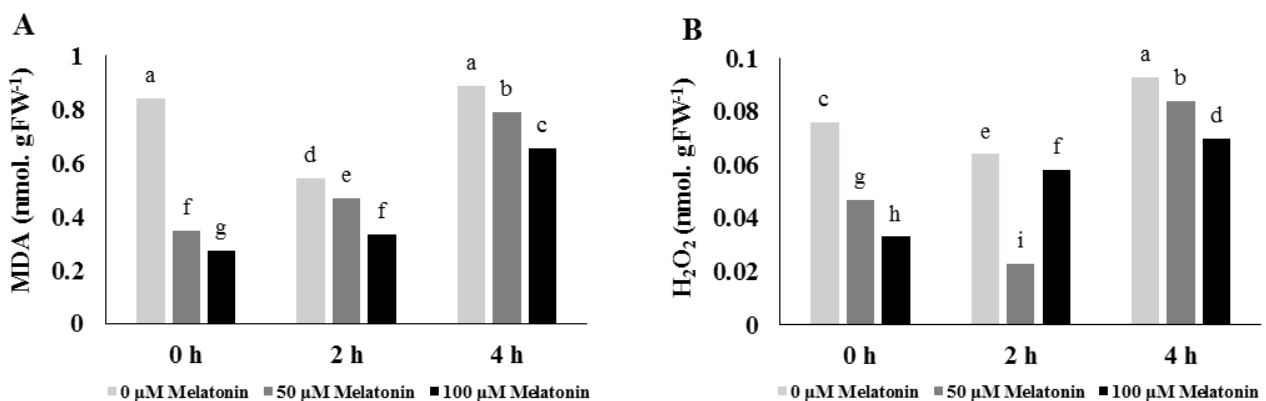 A
MDA (nmol. gFW⁻¹)
1
0.8
0.6
0.4
0.2
0
a
f
g
d
e
f
a
b
c
0 h
2 h
4 h
0 µM Melatonin
50 µM Melatonin
100 µM Melatonin
B
H₂O₂ (nmol. gFW⁻¹)
0.1
0.08
0.06
0.04
0.02
0
c
g
h
e
i
f
a
b
d
0 h
2 h
4 h
0 µM Melatonin
50 µM Melatonin
100 µM Melatonin